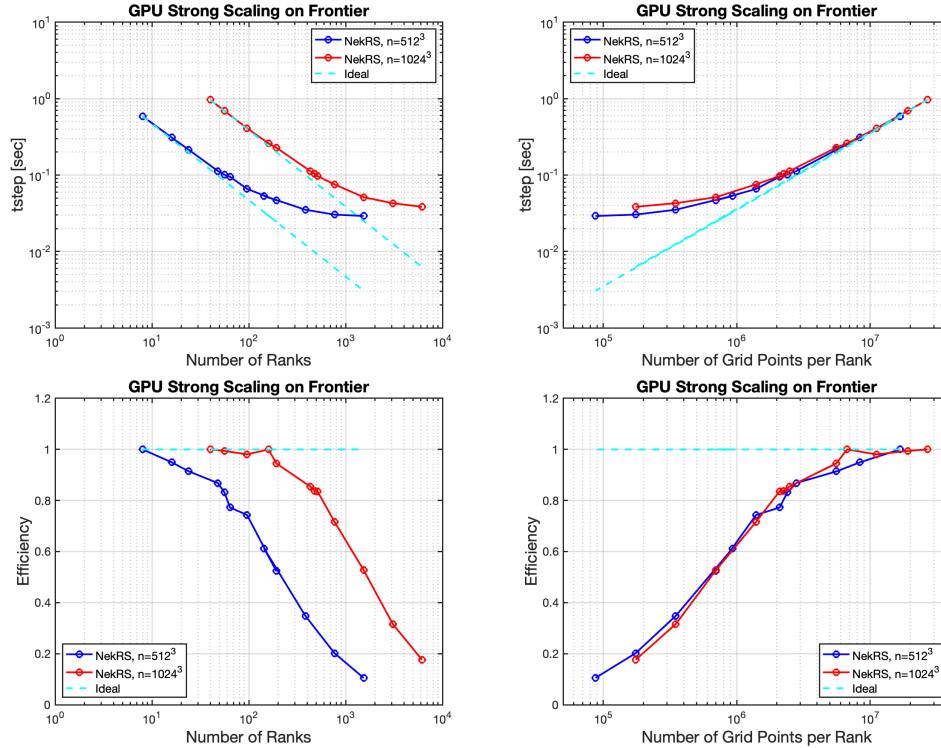 GPU Strong Scaling on Frontier
tstep [sec]
10^1
10^0
10^-1
10^-2
10^-3
NekRS, n=512^3
NekRS, n=1024^3
Ideal
10^0
10^1
10^2
10^3
10^4
Number of Ranks
GPU Strong Scaling on Frontier
tstep [sec]
10^1
10^0
10^-1
10^-2
10^-3
NekRS, n=512^3
NekRS, n=1024^3
Ideal
10^5
10^6
10^7
Number of Grid Points per Rank
GPU Strong Scaling on Frontier
Efficiency
1.2
1
0.8
0.6
0.4
0.2
0
NekRS, n=512^3
NekRS, n=1024^3
Ideal
10^0
10^1
10^2
10^3
10^4
Number of Ranks
GPU Strong Scaling on Frontier
Efficiency
1.2
1
0.8
0.6
0.4
0.2
0
NekRS, n=512^3
NekRS, n=1024^3
Ideal
10^5
10^6
10^7
Number of Grid Points per Rank